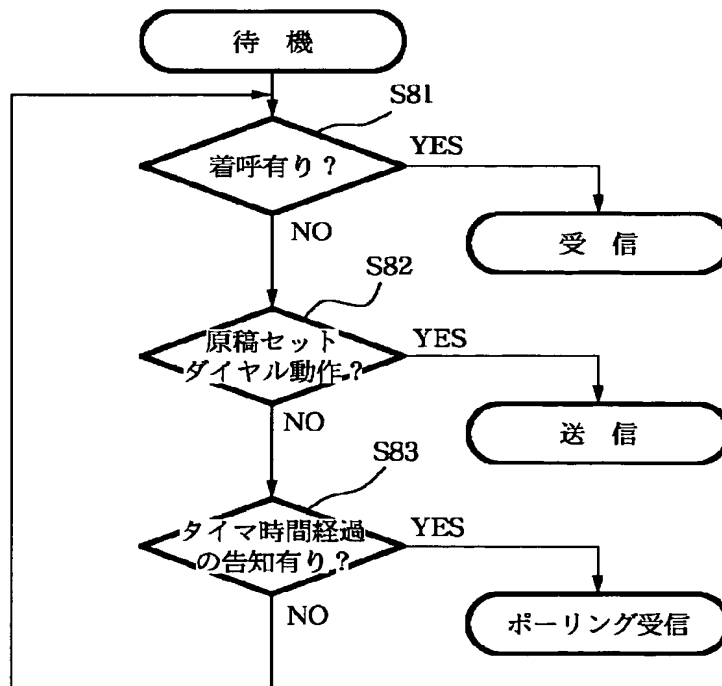 待 機
S81
着呼有り？
YES
NO
受 信
S82
原稿セット
ダイヤル動作？
YES
NO
送 信
S83
タイマ時間経過
の告知有り？
YES
NO
ポーリング受信